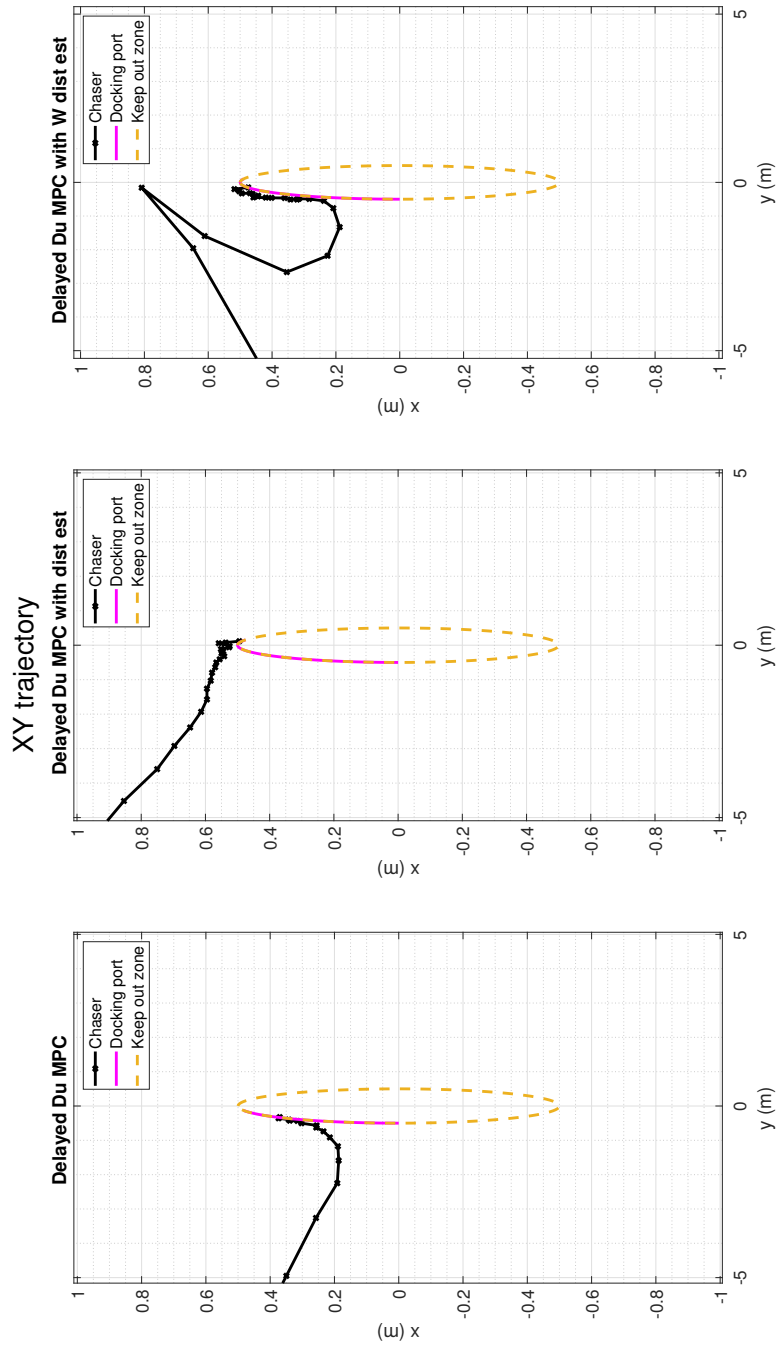 XY trajectory
Delayed Du MPC
Chaser
Docking port
Keep out zone
1
0.8
0.6
0.4
0.2
0
-0.2
-0.4
-0.6
-0.8
-1
x (m)
-5
0
5
y (m)
Delayed Du MPC with dist est
Chaser
Docking port
Keep out zone
1
0.8
0.6
0.4
0.2
0
-0.2
-0.4
-0.6
-0.8
-1
x (m)
-5
0
5
y (m)
Delayed Du MPC with W dist est
Chaser
Docking port
Keep out zone
1
0.8
0.6
0.4
0.2
0
-0.2
-0.4
-0.6
-0.8
-1
x (m)
-5
0
5
y (m)